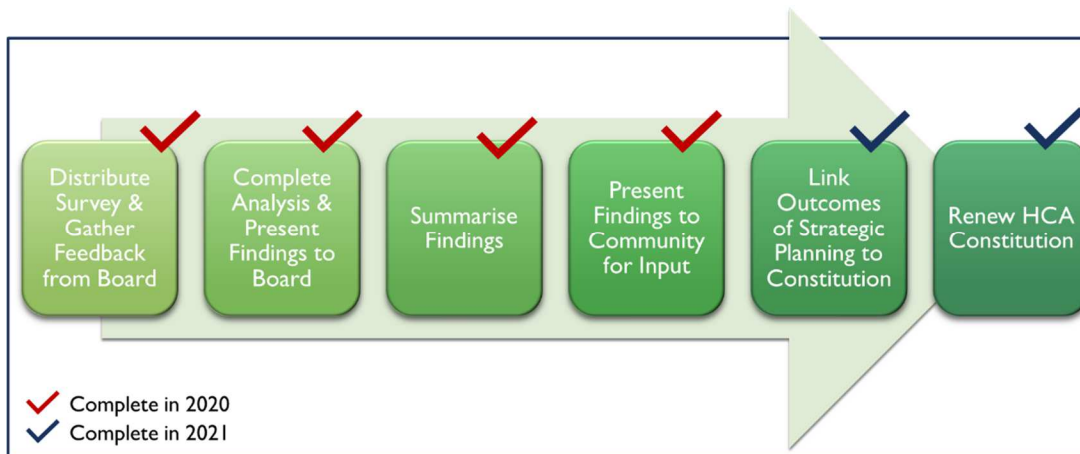 Distribute
Survey &
Gather
Feedback
from Board
Complete
Analysis &
Present
Findings to
Board
Summarise
Findings
Present
Findings to
Community
for Input
Link
Outcomes
of Strategic
Planning to
Constitution
Renew HCA
Constitution
Complete in 2020
Complete in 2021